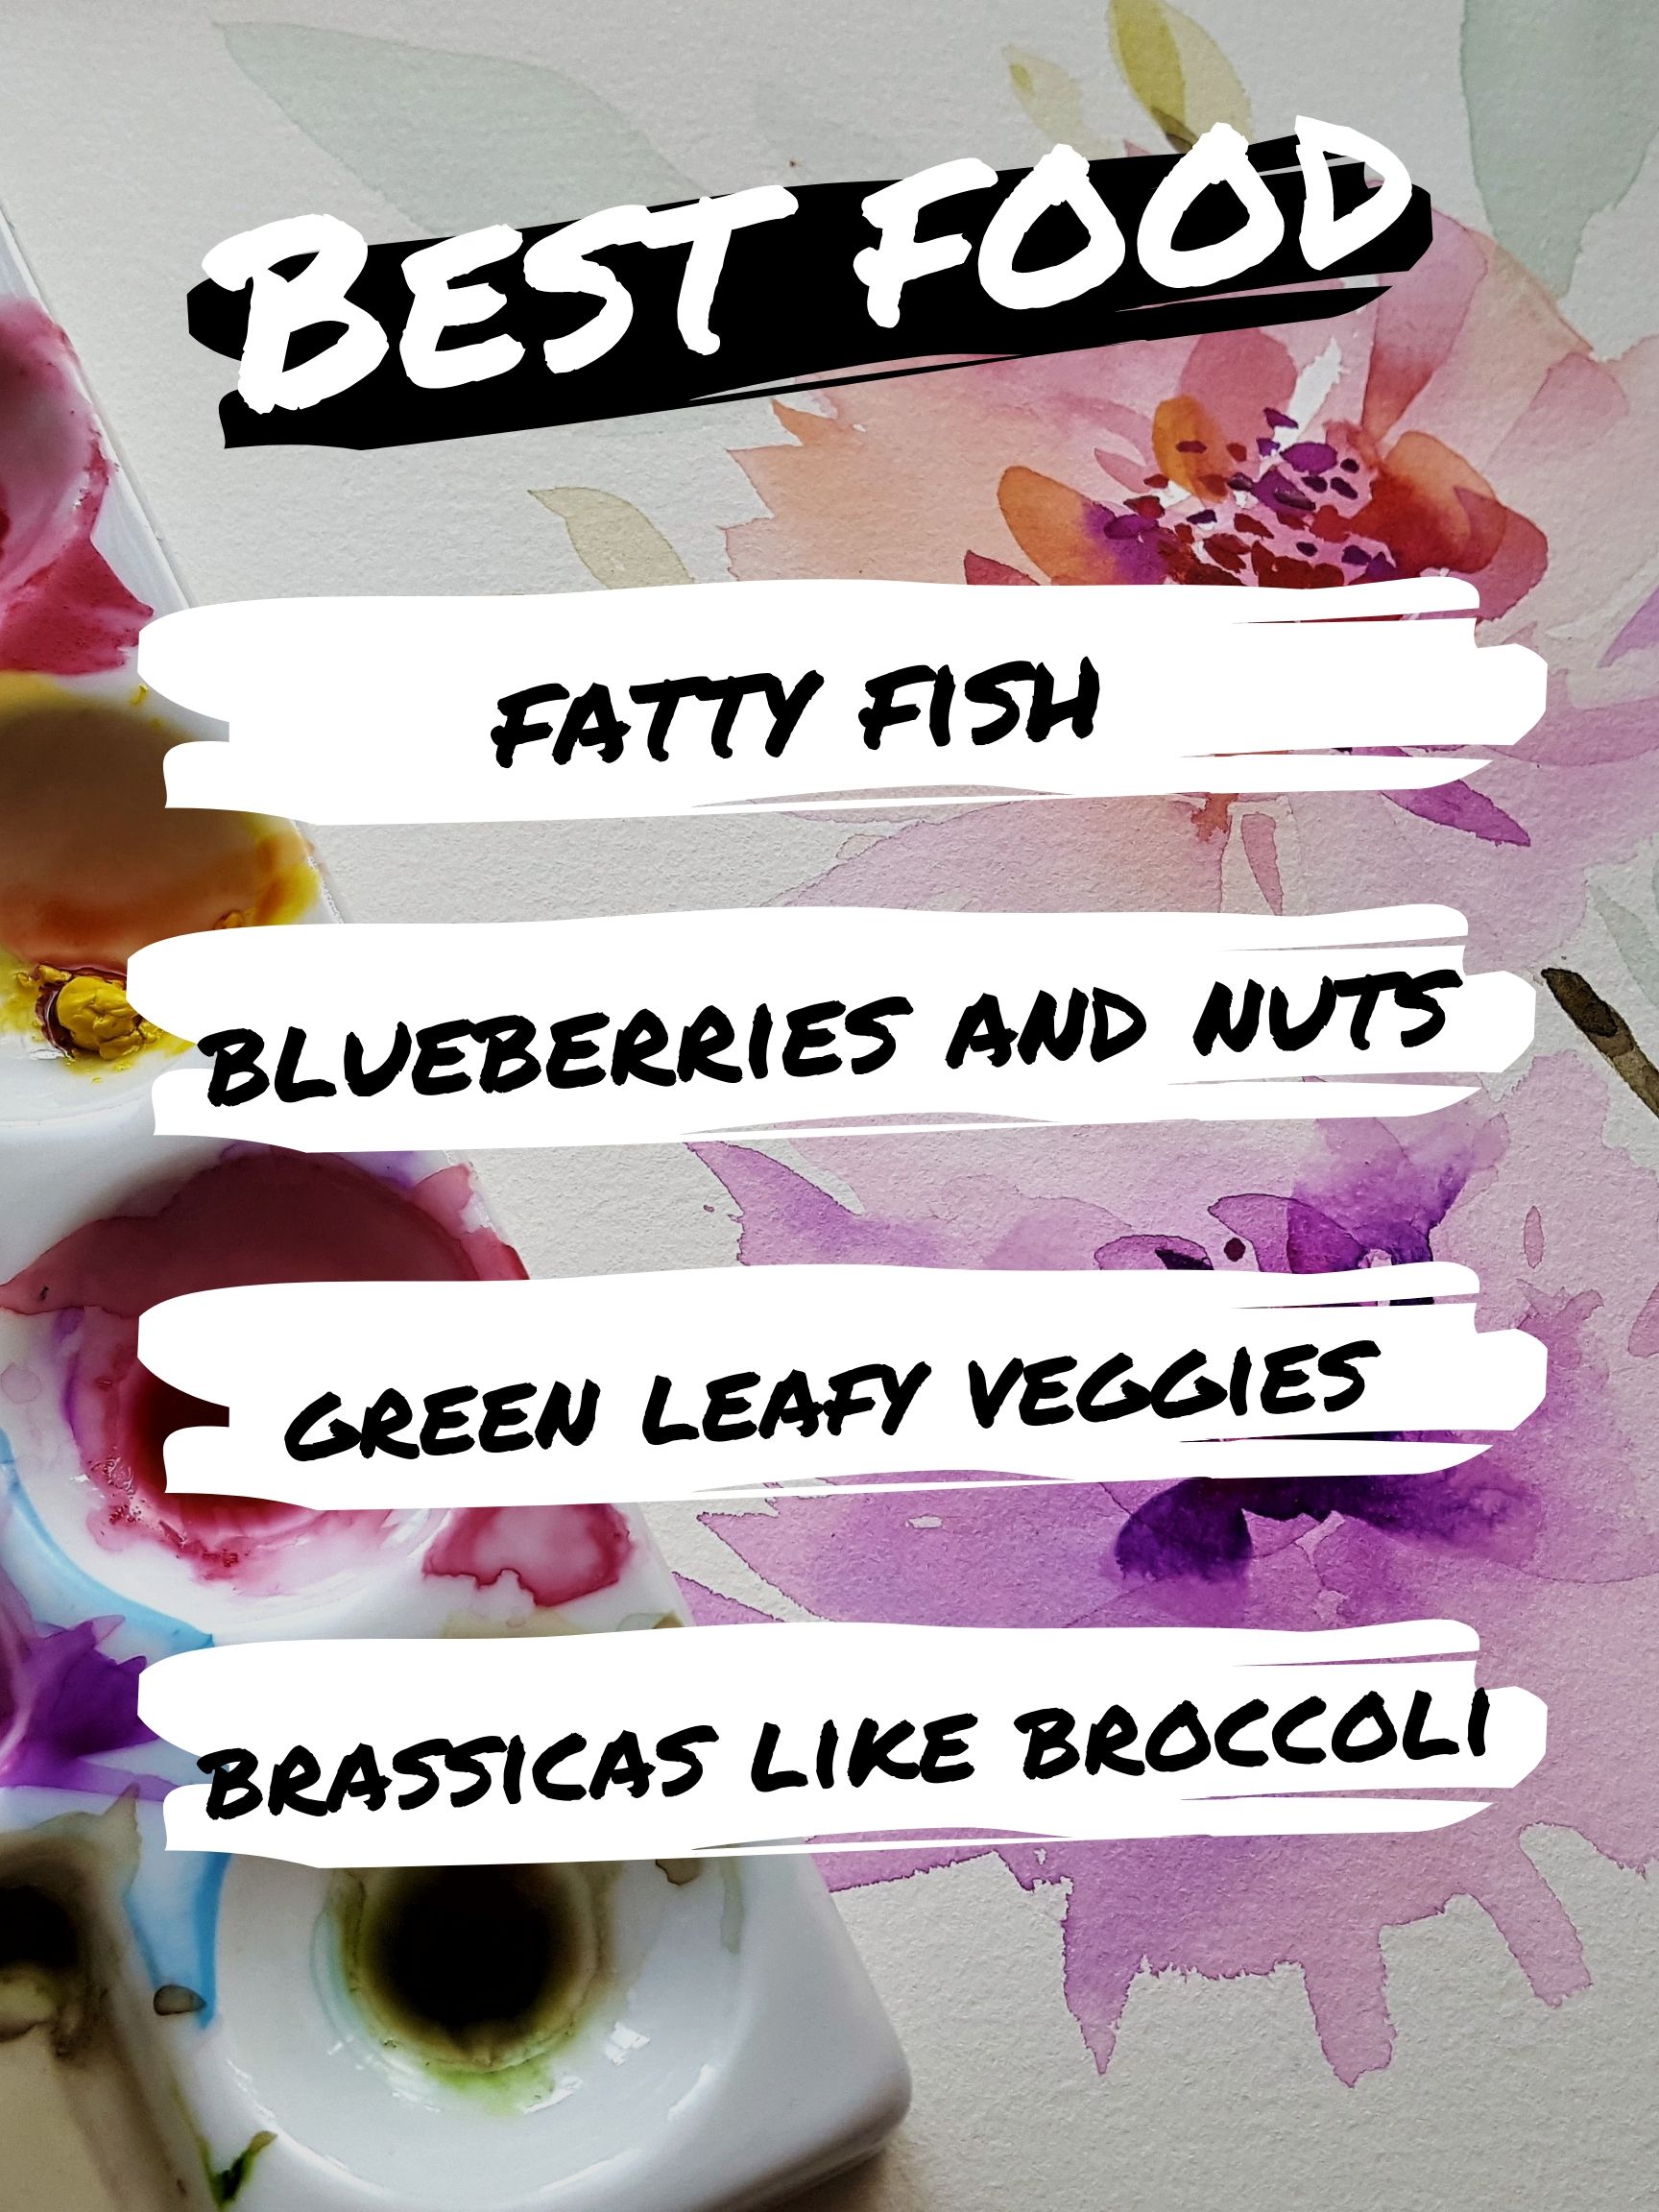 BEST FOOD
FATTY FISH
BLUEBERRIES AND NUTS
GREEN LEAFY VEGGIES
BRASSICAS LIKE BROCCOLI